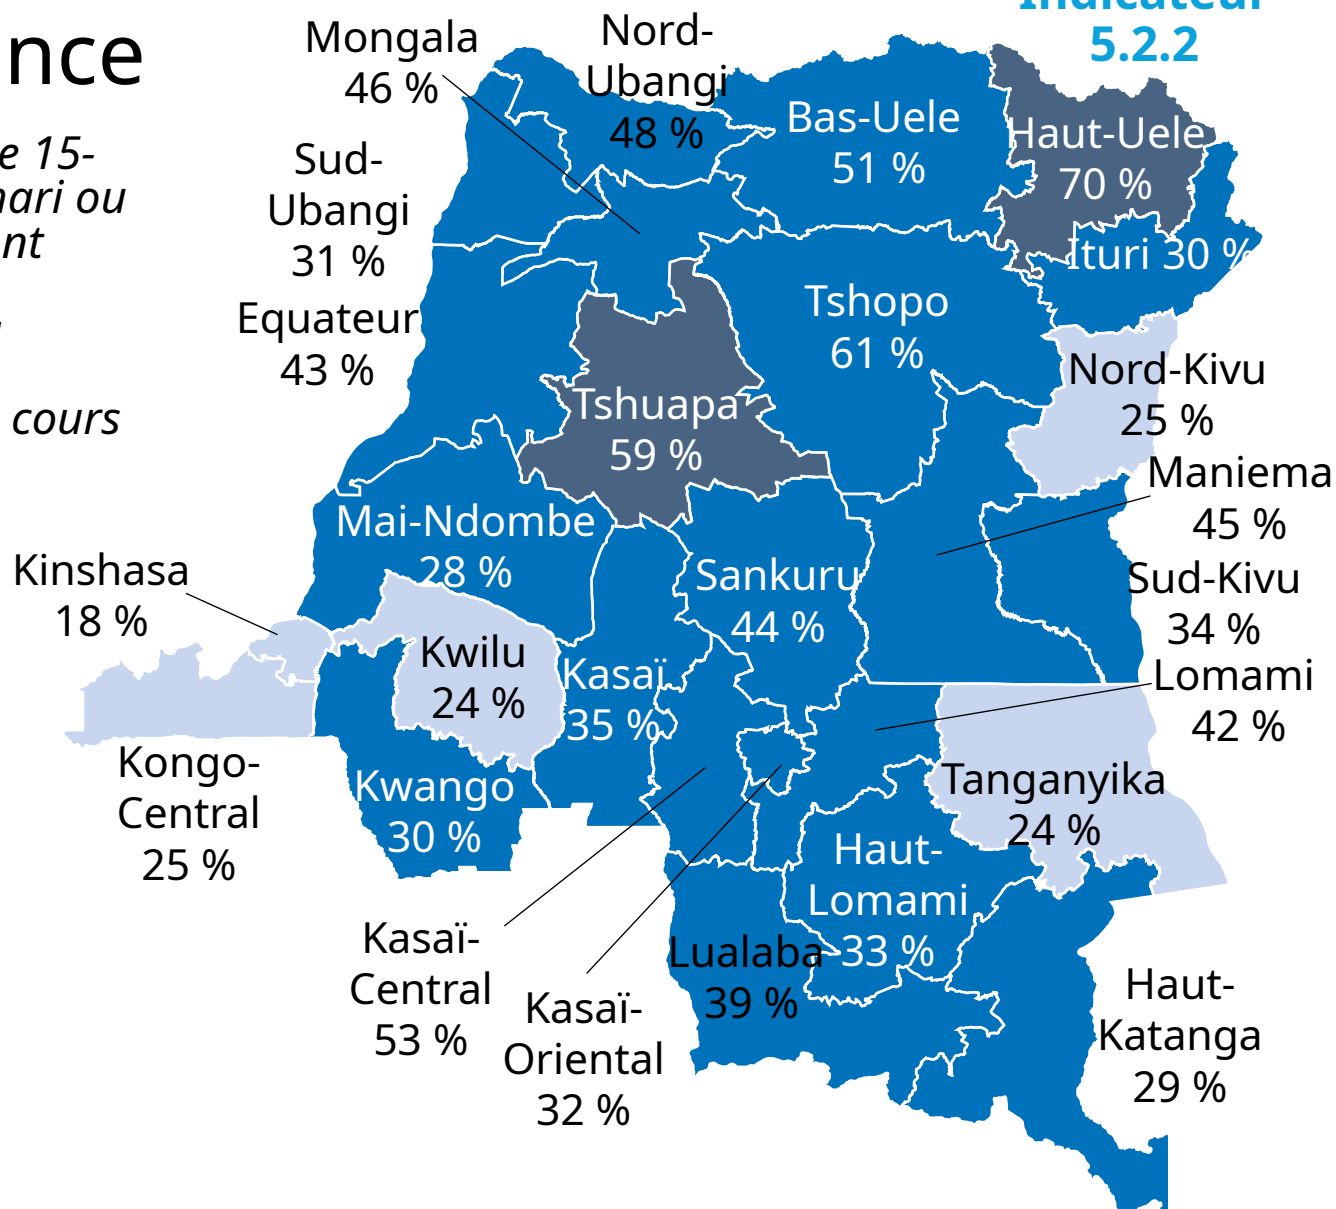 Indicateur
5.2.2
nce
e 15-
nari ou
nt
cours
Mongala
46 %
Nord-
Ubangi
48 %
Bas-Uele
51 %
Haut-Uele
70 %
Sud-
Ubangi
31 %
Ituri 30 %
Equateur
43 %
Tshopo
61 %
Nord-Kivu
25 %
Tshuapa
59 %
Maniema
45 %
Mai-Ndombe
28 %
Kinshasa
18 %
Sankuru
44 %
Sud-Kivu
34 %
Kwilu
24 %
Kasaï
35 %
Lomami
42 %
Kongo-
Central
25 %
Kwango
30 %
Tanganyika
24 %
Haut-
Lomami
33 %
Kasaï-
Central
53 %
Lualaba
39 %
Kasaï-
Oriental
32 %
Haut-
Katanga
29 %